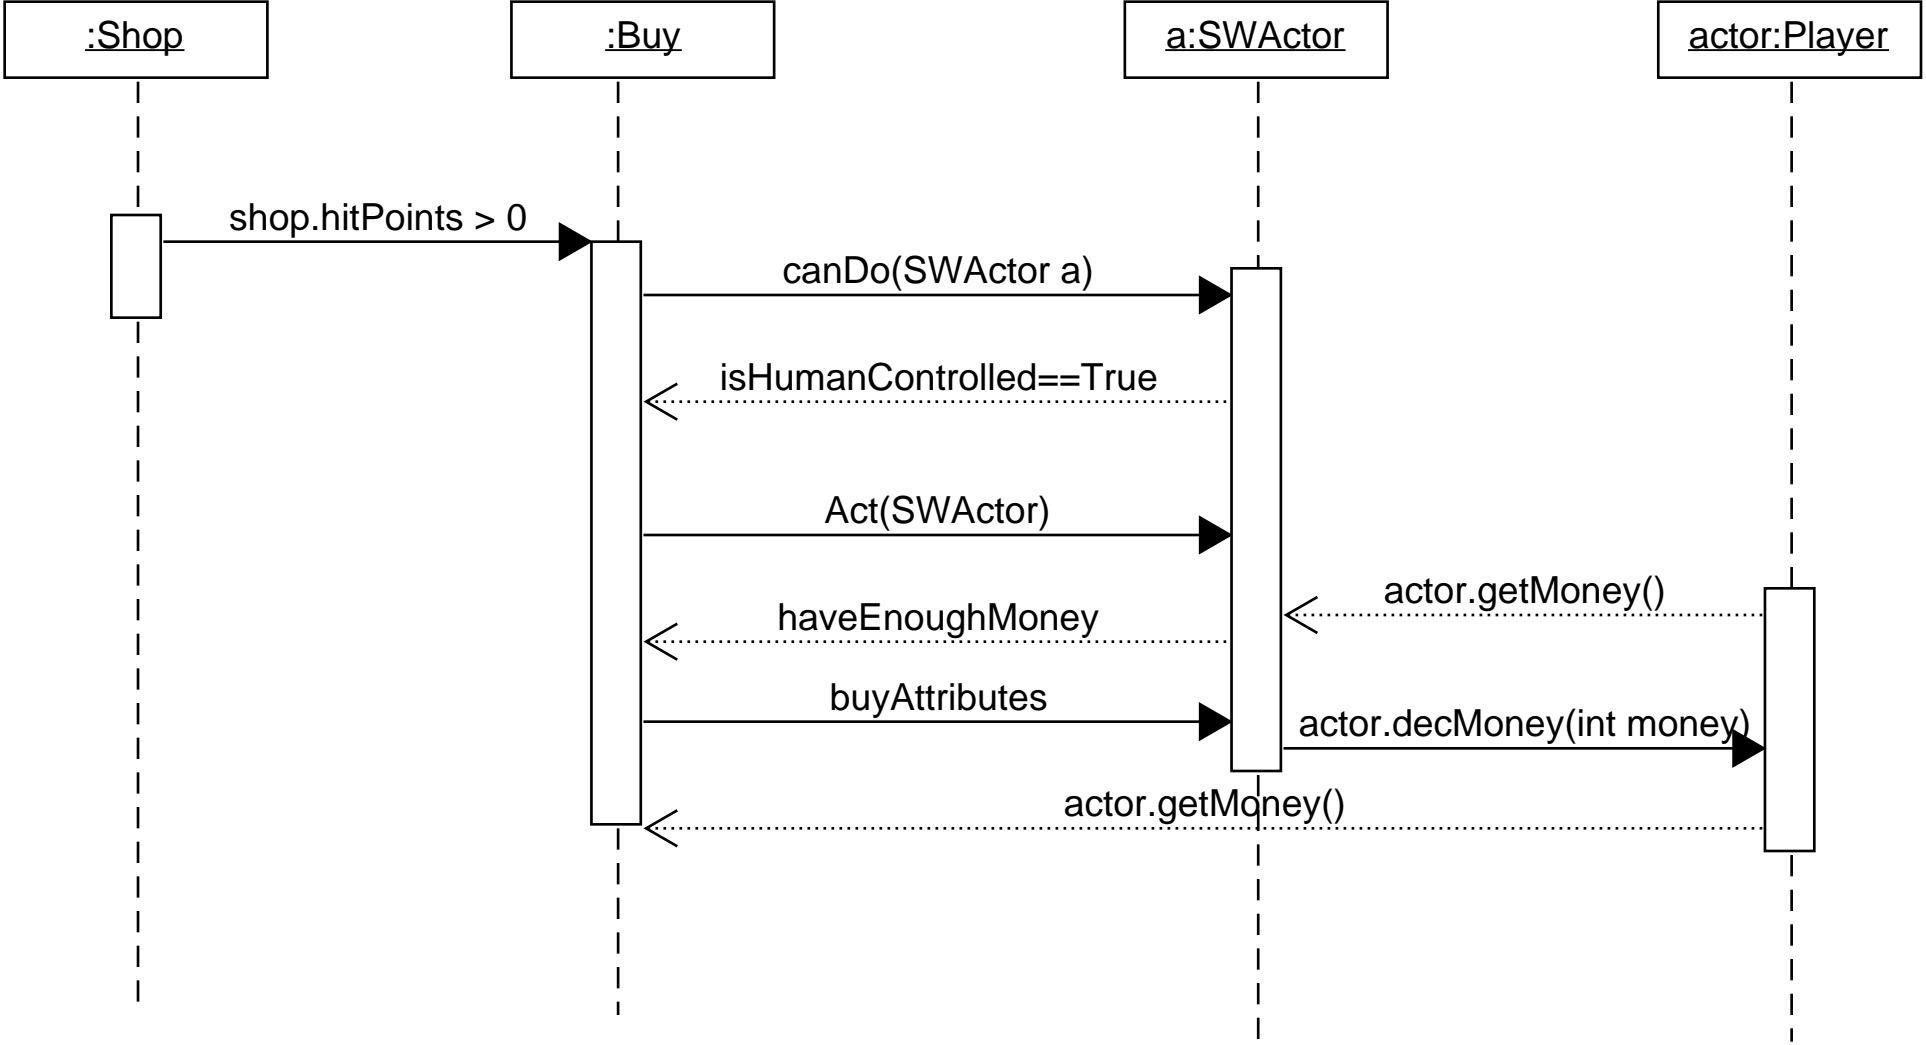 :Shop
:Buy
a:SWActor
actor:Player
shop.hitPoints > 0
canDo(SWActor a)
isHumanControlled==True
Act(SWActor)
actor.getMoney()
haveEnoughMoney
buyAttributes
actor.decMoney(int money)
actor.getMoney()